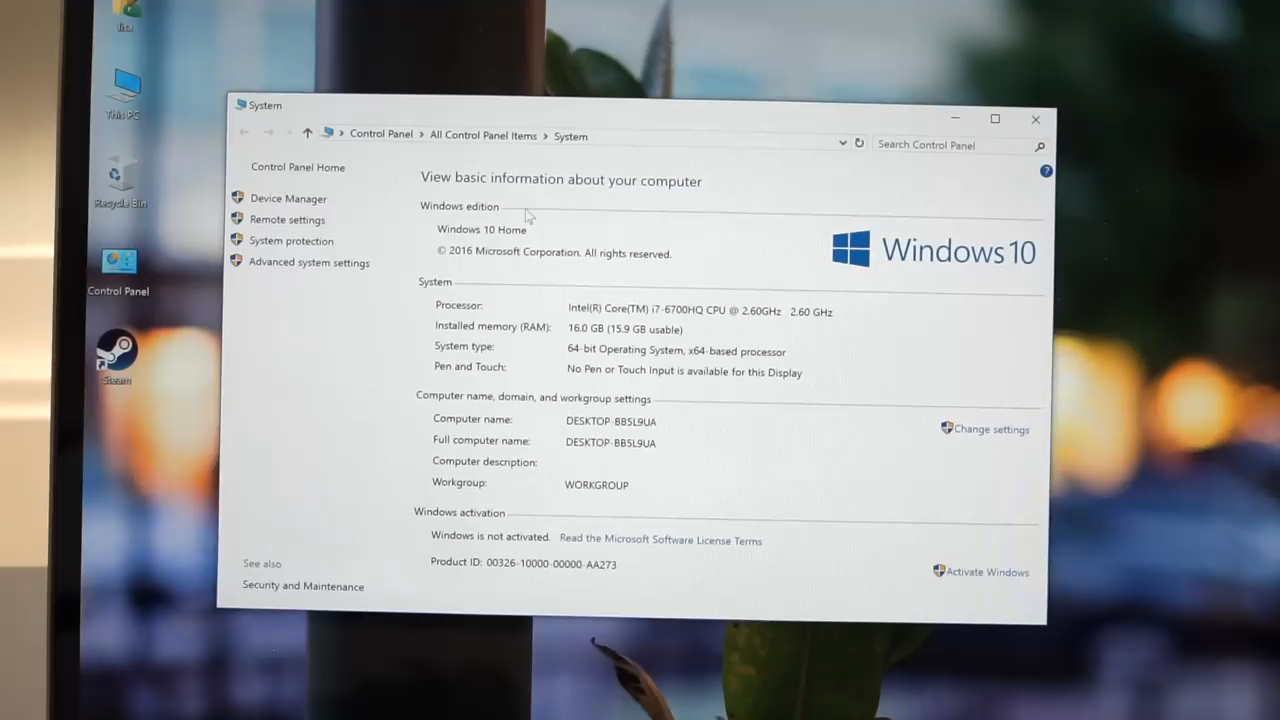 lisa
This PC
Recycle Bin
Control Panel
Steam
System
Control Panel > All Control Panel Items > System
Search Control Panel
Control Panel Home
Device Manager
Remote settings
System protection
Advanced system settings
See also
Security and Maintenance
View basic information about your computer
Windows edition
Windows 10 Home
© 2016 Microsoft Corporation. All rights reserved.
Windows 10
System
Processor: Intel(R) Core(TM) i7-6700HQ CPU @ 2.60GHz 2.60 GHz
Installed memory (RAM): 16.0 GB (15.9 GB usable)
System type: 64-bit Operating System, x64-based processor
Pen and Touch: No Pen or Touch Input is available for this Display
Computer name, domain, and workgroup settings
Computer name: DESKTOP-BB5L9UA
Change settings
Full computer name: DESKTOP-BB5L9UA
Computer description:
Workgroup: WORKGROUP
Windows activation
Windows is not activated. Read the Microsoft Software License Terms
Product ID: 00326-10000-00000-AA273
Activate Windows